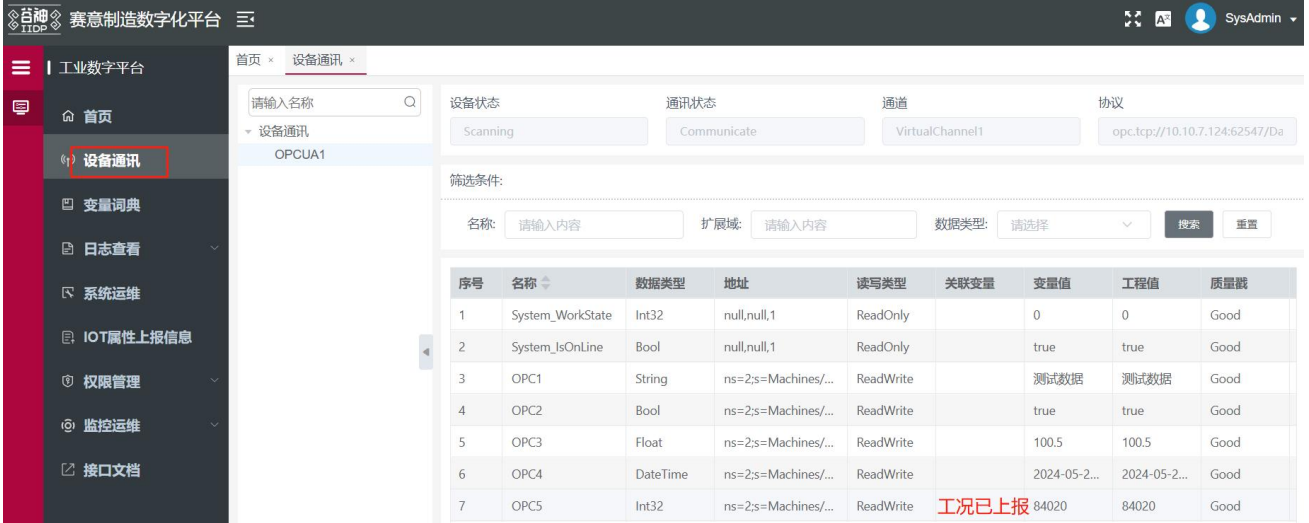 谷神 IIDP 赛意制造数字化平台 SysAdmin
工业数字平台
首页
设备通讯
变量词典
日志查看
系统运维
IOT属性上报信息
权限管理
监控运维
接口文档
首页 × 设备通讯 ×
请输入名称
设备通讯
OPCUA1
设备状态 通讯状态 通道 协议
Scanning Communicate VirtualChannel1 opc.tcp://10.10.7.124:62547/Da
筛选条件:
名称: 请输入内容 扩展域: 请输入内容 数据类型: 请选择 搜索 重置
序号 名称 数据类型 地址 读写类型 关联变量 变量值 工程值 质量戳
1 System_WorkState Int32 null,null,1 ReadOnly 0 0 Good
2 System_IsOnLine Bool null,null,1 ReadOnly true true Good
3 OPC1 String ns=2;s=Machines/... ReadWrite 测试数据 测试数据 Good
4 OPC2 Bool ns=2;s=Machines/... ReadWrite true true Good
5 OPC3 Float ns=2;s=Machines/... ReadWrite 100.5 100.5 Good
6 OPC4 DateTime ns=2;s=Machines/... ReadWrite 2024-05-2... 2024-05-2... Good
7 OPC5 Int32 ns=2;s=Machines/... ReadWrite 工况已上报 84020 84020 Good